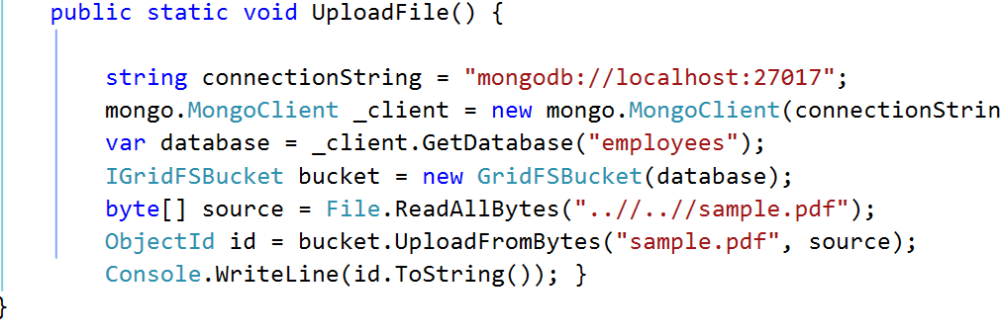 public static void UploadFile() {
string connectionString = "mongodb://localhost:27017";
mongo.MongoClient _client = new mongo.MongoClient(connectionStrin
var database = _client.GetDatabase("employees");
IGridFSBucket bucket = new GridFSBucket(database);
byte[] source = File.ReadAllBytes("..//..//sample.pdf");
ObjectId id = bucket.UploadFromBytes("sample.pdf", source);
Console.WriteLine(id.ToString()); }
}